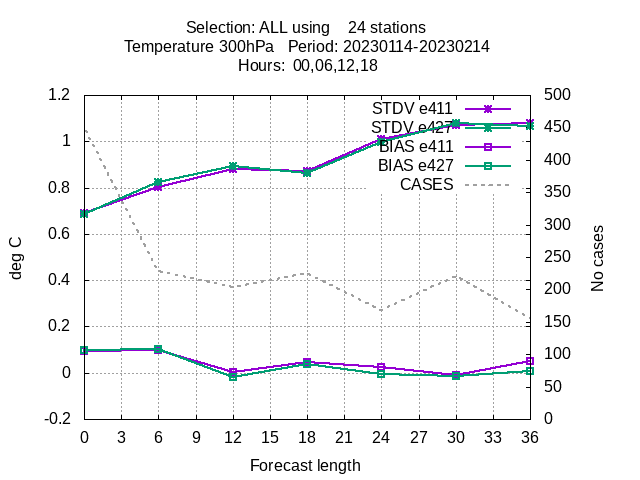 Selection: ALL using    24 stations
Temperature 300hPa   Period: 20230114-20230214
Hours:  00,06,12,18
STDV e411
STDV e427
BIAS e411
BIAS e427
CASES
deg C
1.2
1
0.8
0.6
0.4
0.2
0
-0.2
500
450
400
350
300
250
200
150
100
50
0
No cases
0 3 6 9 12 15 18 21 24 27 30 33 36
Forecast length